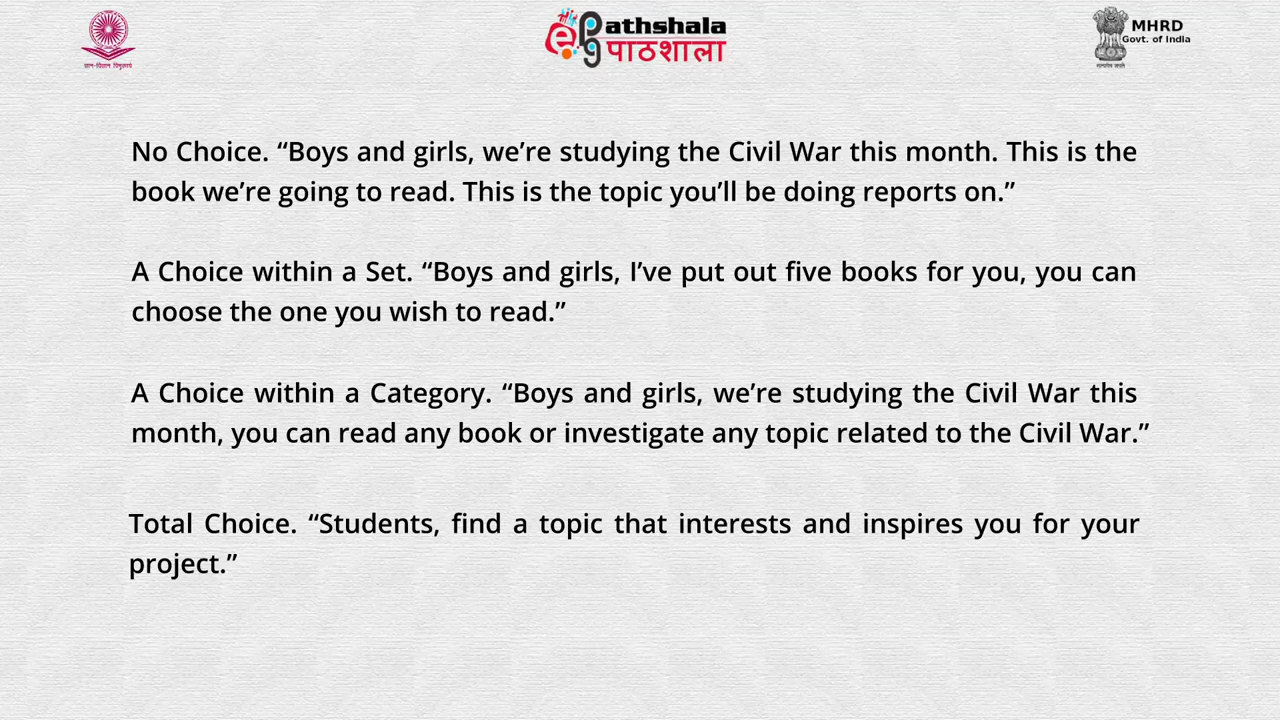 ज्ञान-विज्ञान विमुक्तये
ePathshala
पाठशाला
MHRD
Govt. of India
सत्यमेव जयते
No Choice. “Boys and girls, we’re studying the Civil War this month. This is the
book we’re going to read. This is the topic you’ll be doing reports on.”
A Choice within a Set. “Boys and girls, I’ve put out five books for you, you can
choose the one you wish to read.”
A Choice within a Category. “Boys and girls, we’re studying the Civil War this
month, you can read any book or investigate any topic related to the Civil War.”
Total Choice. “Students, find a topic that interests and inspires you for your
project.”